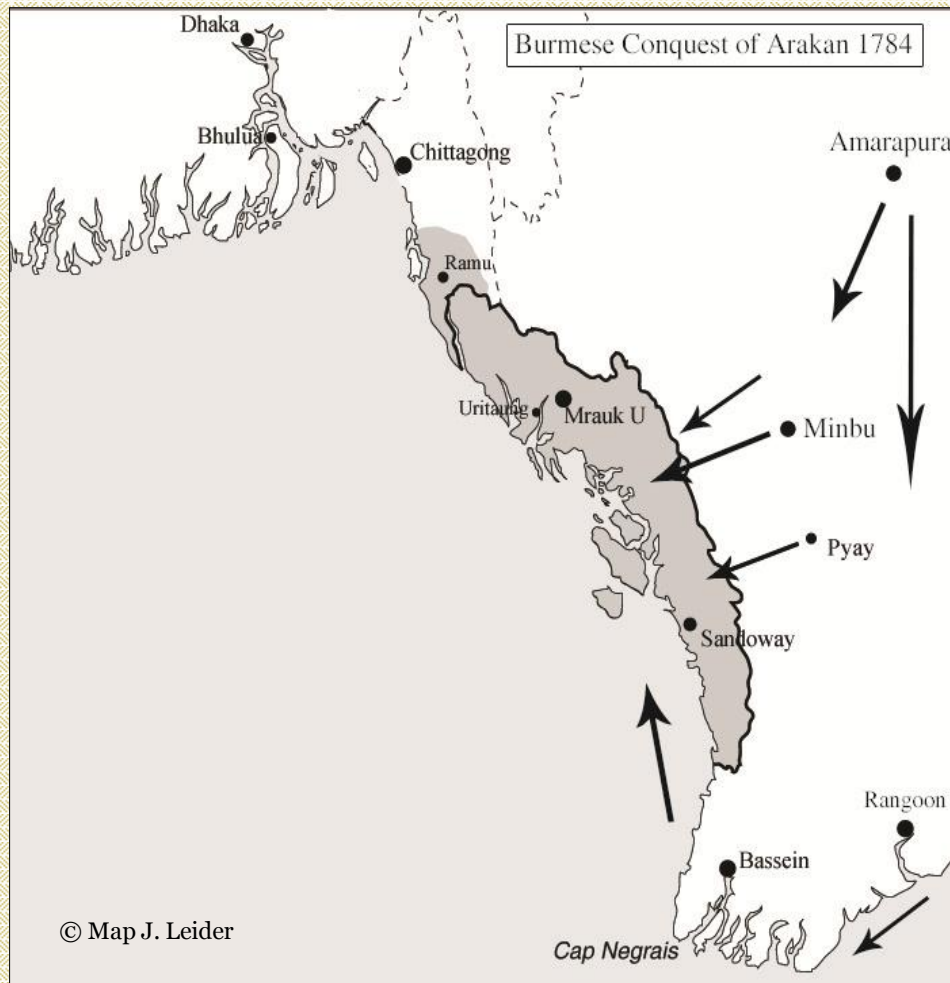 Dhaka
Burmese Conquest of Arakan 1784
Bhulua
Chittagong
Amarapura
Ramu
Uritaung
Mrauk U
Minbu
Pyay
Sandoway
Rangoon
Bassein
© Map J. Leider
Cap Negrais